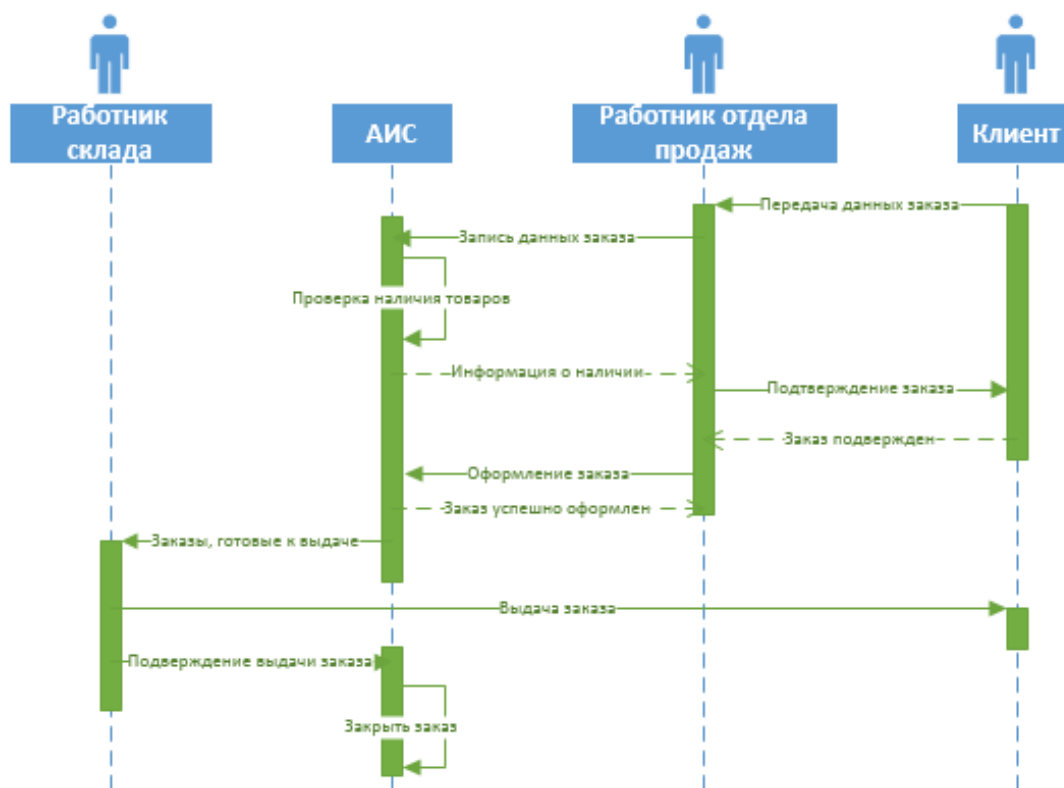 Работник
склада
АИС
Работник отдела
продаж
Клиент
Передача данных заказа
Запись данных заказа
Проверка наличия товаров
Информация о наличии
Подтверждение заказа
Заказ подвержден
Оформление заказа
Заказ успешно оформлен
Заказы, готовые к выдаче
Выдача заказа
Подверждение выдачи заказа
Закрыть заказ